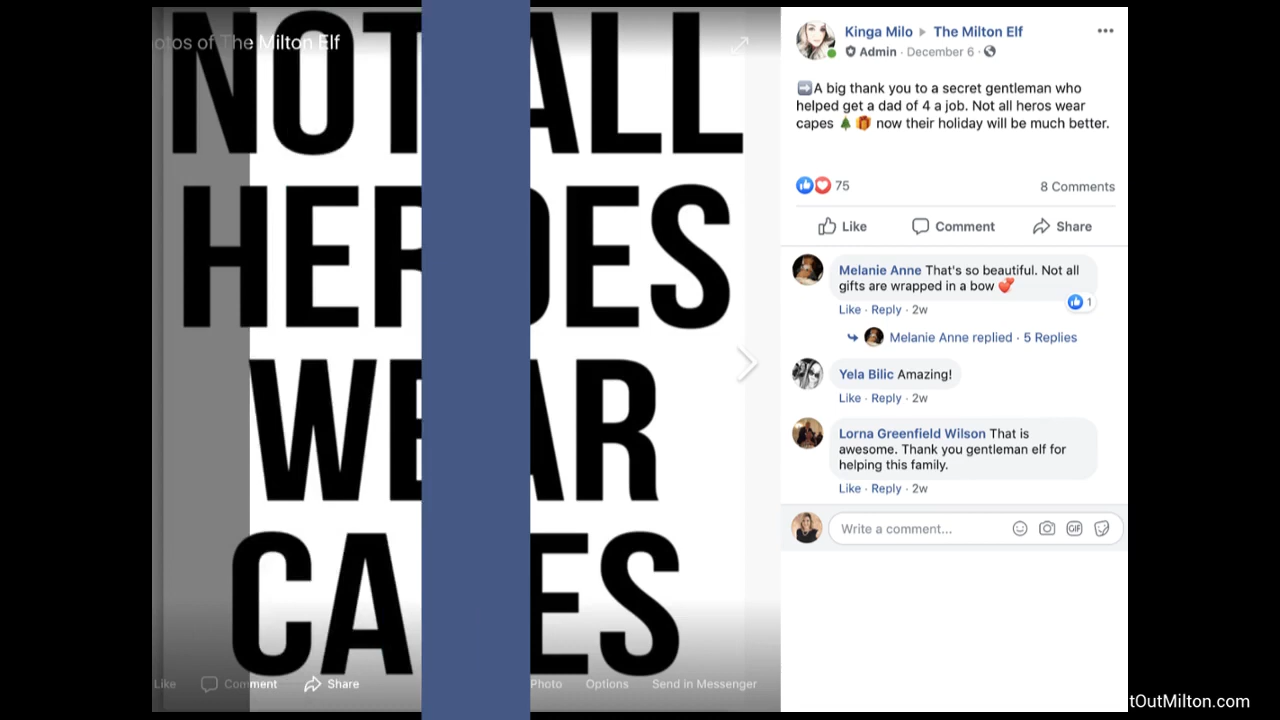 otos of The Milton Elf
NOT ALL
HEROES
WEAR
CA ES
Like Comment Share Photo Options Send in Messenger
Kinga Milo The Milton Elf
Admin · December 6 ·
A big thank you to a secret gentleman who
helped get a dad of 4 a job. Not all heros wear
capes 🌲 🎁 now their holiday will be much better.
75 8 Comments
Like Comment Share
Melanie Anne That's so beautiful. Not all
gifts are wrapped in a bow 💕
1
Like · Reply · 2w
Melanie Anne replied · 5 Replies
Yela Bilic Amazing!
Like · Reply · 2w
Lorna Greenfield Wilson That is
awesome. Thank you gentleman elf for
helping this family.
Like · Reply · 2w
Write a comment... GIF
tOutMilton.com